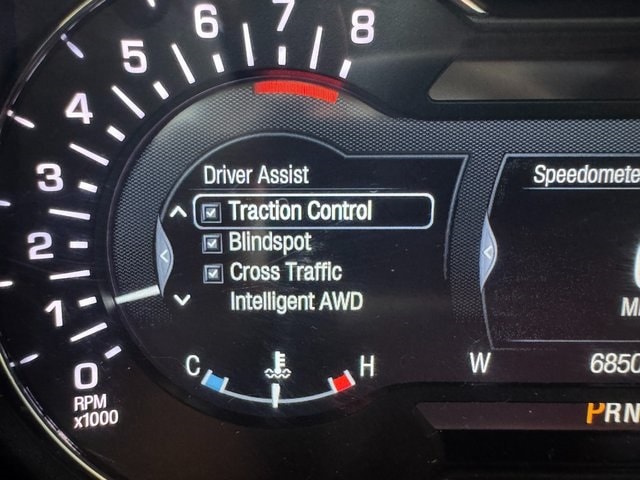 8
7
6
5
4
3
2
1
0
RPM
x1000
Driver Assist
Traction Control
Blindspot
Cross Traffic
Intelligent AWD
C H
W
Speedomete
6850
PRN